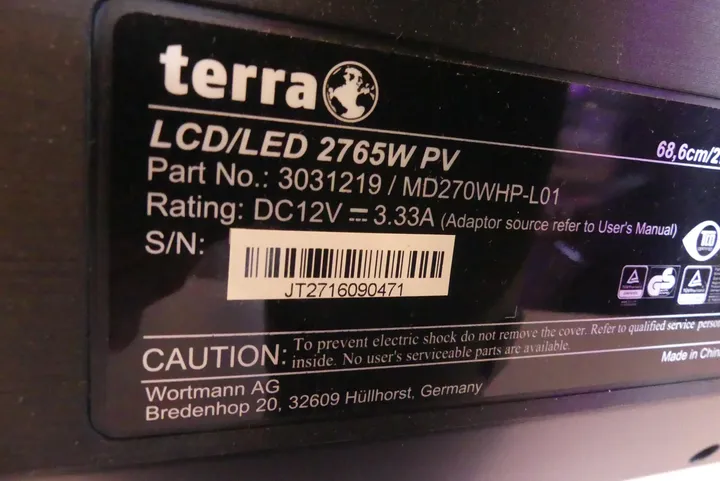 terra
LCD/LED 2765W PV
68,6cm/2
Part No.: 3031219 / MD270WHP-L01
Rating: DC12V ⎓ 3.33A (Adaptor source refer to User's Manual)
S/N:
JT2716090471
CAUTION: To prevent electric shock do not remove the cover. Refer to qualified service person
inside. No user's serviceable parts are available.
Made in China
Wortmann AG
Bredenhop 20, 32609 Hüllhorst, Germany